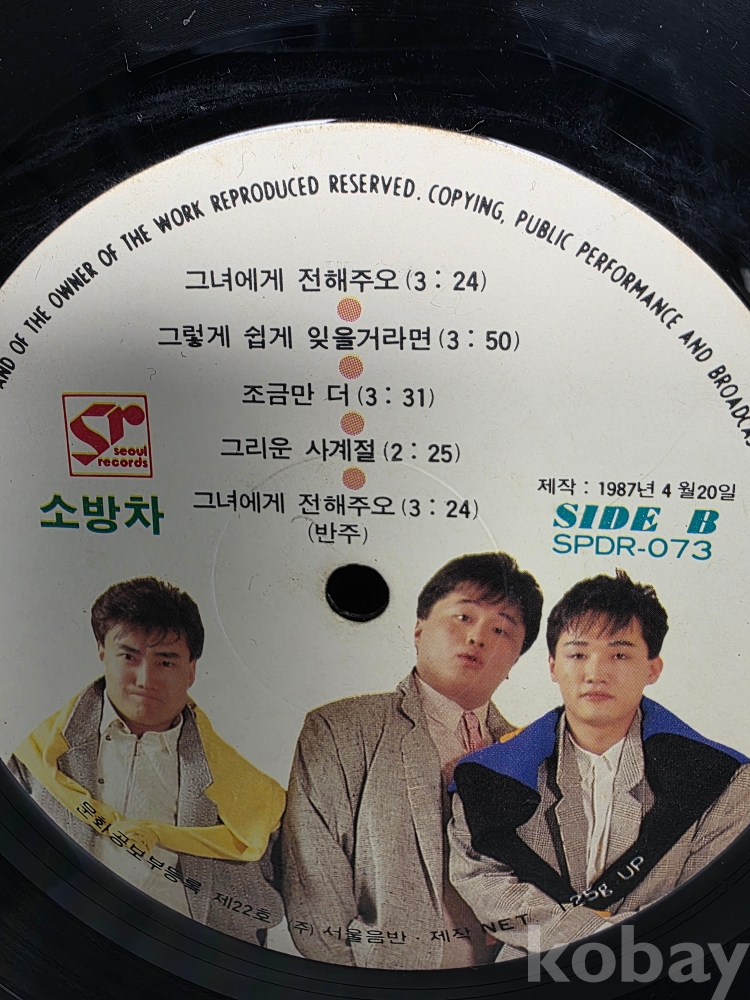 AND OF THE OWNER OF THE WORK REPRODUCED RESERVED. COPYING, PUBLIC PERFORMANCE AND BROADCAS
그녀에게 전해주오 (3 : 24)
그렇게 쉽게 잊을거라면 (3 : 50)
조금만 더 (3 : 31)
그리운 사계절 (2 : 25)
그녀에게 전해주오 (3 : 24)
(반주)
sr
seoul
records
소방차
제작 : 1987년 4월20일
SIDE B
SPDR-073
문화공보부등록 제22호 (주) 서울음반 · 제작 NET. 125g UP
kobay